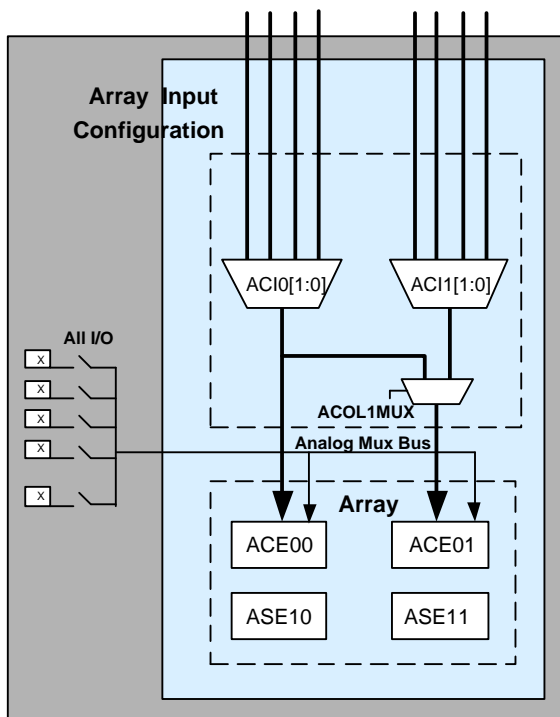 Array Input
Configuration
ACI0[1:0]
ACI1[1:0]
All I/O
X
X
X
X
X
ACOL1MUX
Analog Mux Bus
Array
ACE00
ACE01
ASE10
ASE11